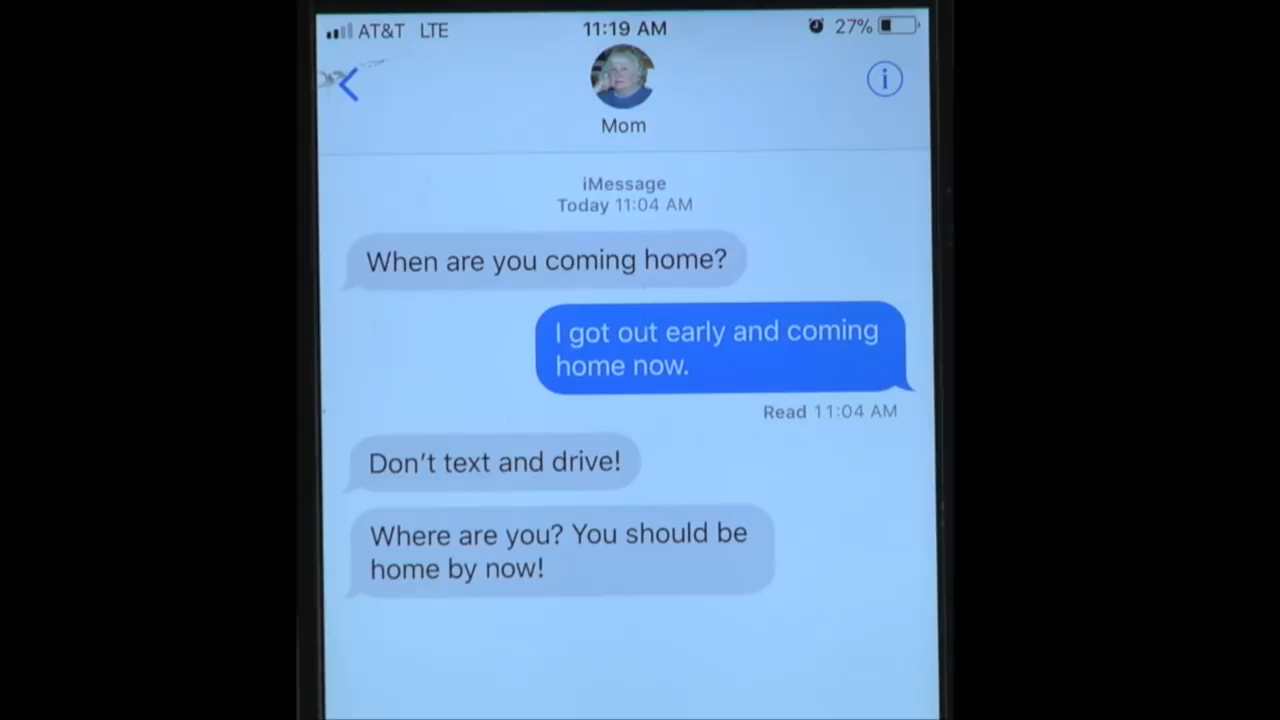 AT&T LTE 11:19 AM 27%
Mom
iMessage
Today 11:04 AM
When are you coming home?
I got out early and coming
home now.
Read 11:04 AM
Don't text and drive!
Where are you? You should be
home by now!